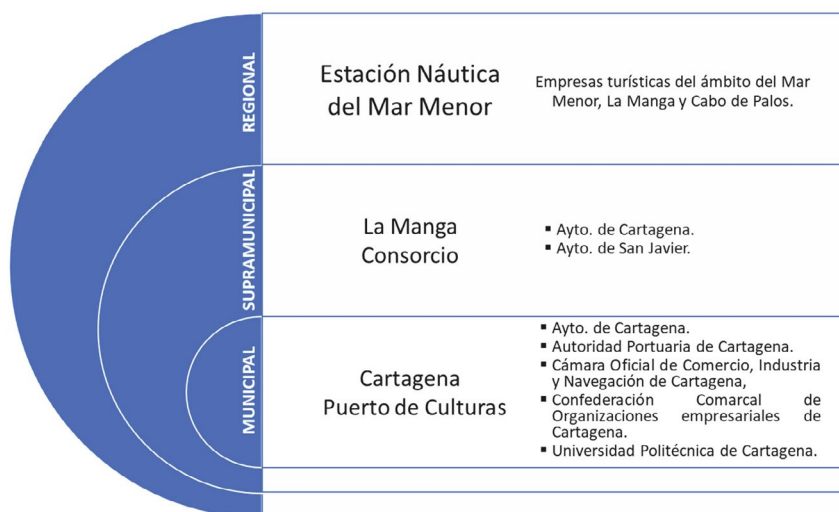 REGIONAL
Estación Náutica
del Mar Menor
Empresas turísticas del ámbito del Mar
Menor, La Manga y Cabo de Palos.
SUPRAMUNICIPAL
La Manga
Consorcio
▪ Ayto. de Cartagena.
▪ Ayto. de San Javier.
MUNICIPAL
Cartagena
Puerto de Culturas
▪ Ayto. de Cartagena.
▪ Autoridad Portuaria de Cartagena.
▪ Cámara Oficial de Comercio, Industria
y Navegación de Cartagena,
▪ Confederación Comarcal de
Organizaciones empresariales de
Cartagena.
▪ Universidad Politécnica de Cartagena.